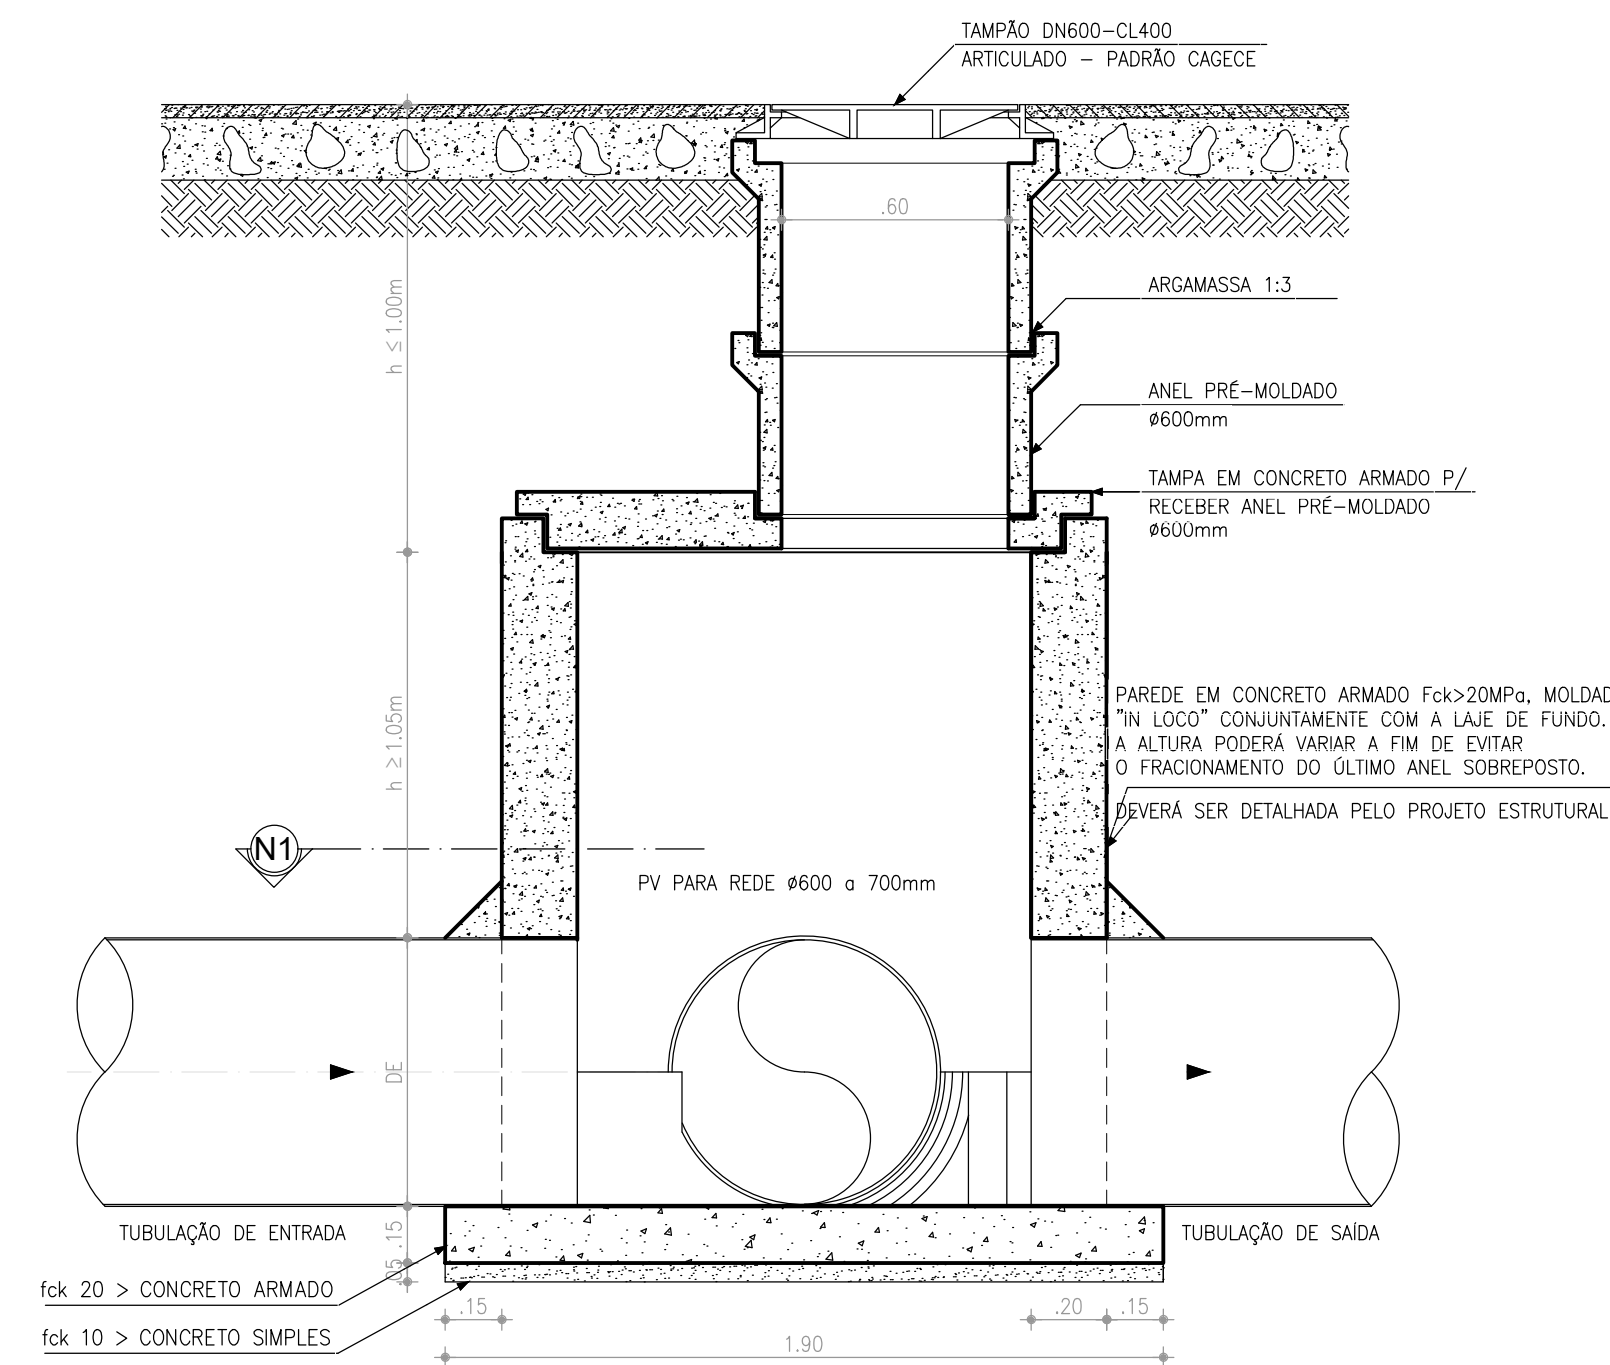 TAMPÃO DN600-CL400
ARTICULADO - PADRÃO CAGECE
.60
h ≤ 1.00m
ARGAMASSA 1:3
ANEL PRÉ-MOLDADO
ø600mm
TAMPA EM CONCRETO ARMADO P/
RECEBER ANEL PRÉ-MOLDADO
ø600mm
h ≥ 1.05m
PAREDE EM CONCRETO ARMADO Fck>20MPa, MOLDAD
"IN LOCO" CONJUNTAMENTE COM A LAJE DE FUNDO.
A ALTURA PODERÁ VARIAR A FIM DE EVITAR
O FRACIONAMENTO DO ÚLTIMO ANEL SOBREPOSTO.
DEVERÁ SER DETALHADA PELO PROJETO ESTRUTURAL
N1
PV PARA REDE ø600 a 700mm
DE
TUBULAÇÃO DE ENTRADA
TUBULAÇÃO DE SAÍDA
.15
.05
fck 20 > CONCRETO ARMADO
fck 10 > CONCRETO SIMPLES
.15
.20
.15
1.90